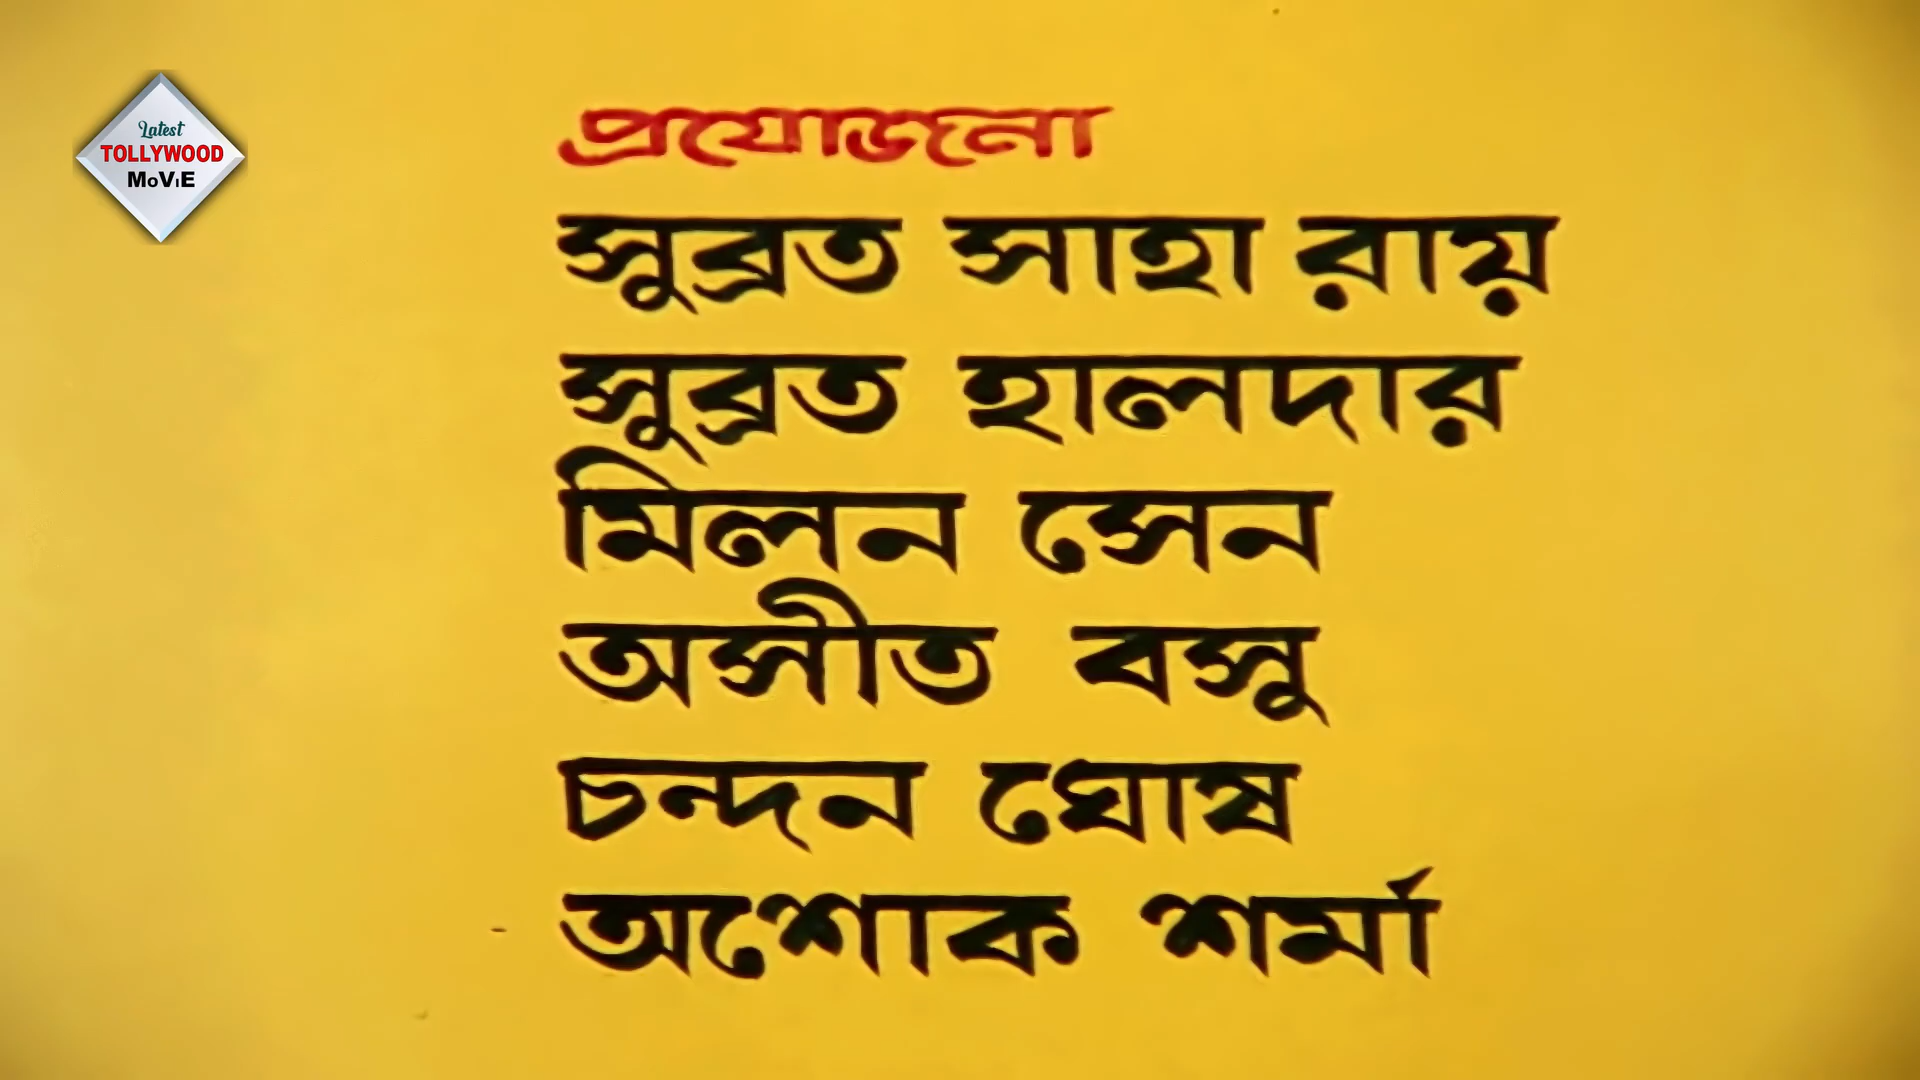 Latest
TOLLYWOOD
MoViE
প্রযোজনা
সুব্রত সাহা রায়
সুব্রত হালদার
মিলন সেন
অসীত বসু
চন্দন ঘোষ
অশোক শর্মা